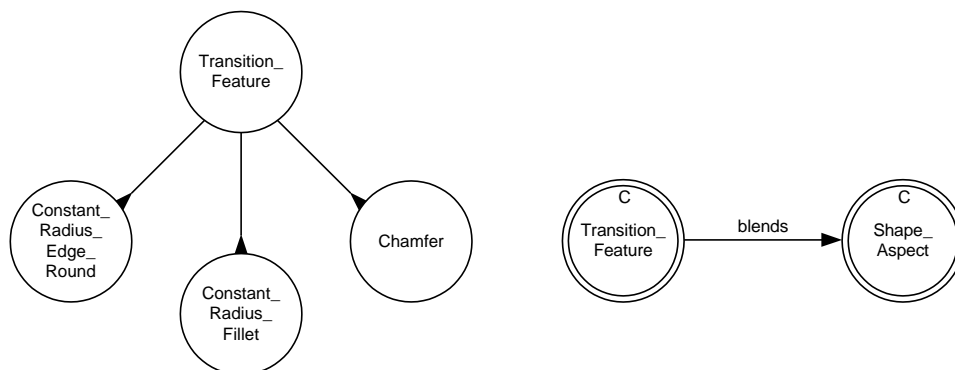 Transition_
Feature
Constant_
Radius_
Edge_
Round
Constant_
Radius_
Fillet
Chamfer
C
Transition_
Feature
blends
C
Shape_
Aspect